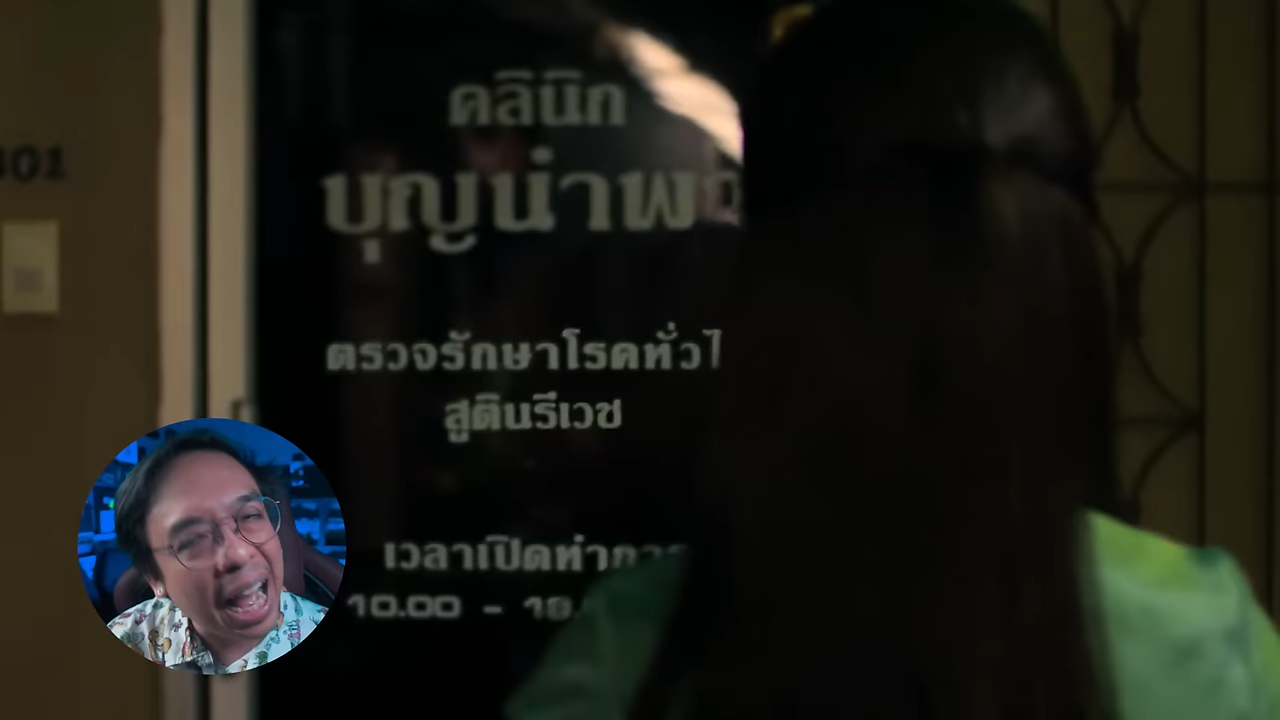 คลินิก
บุญนำพ
301
ตรวจรักษาโรคทั่วไ
สูตินรีเวช
เวลาเปิดทำการ
10.00 -